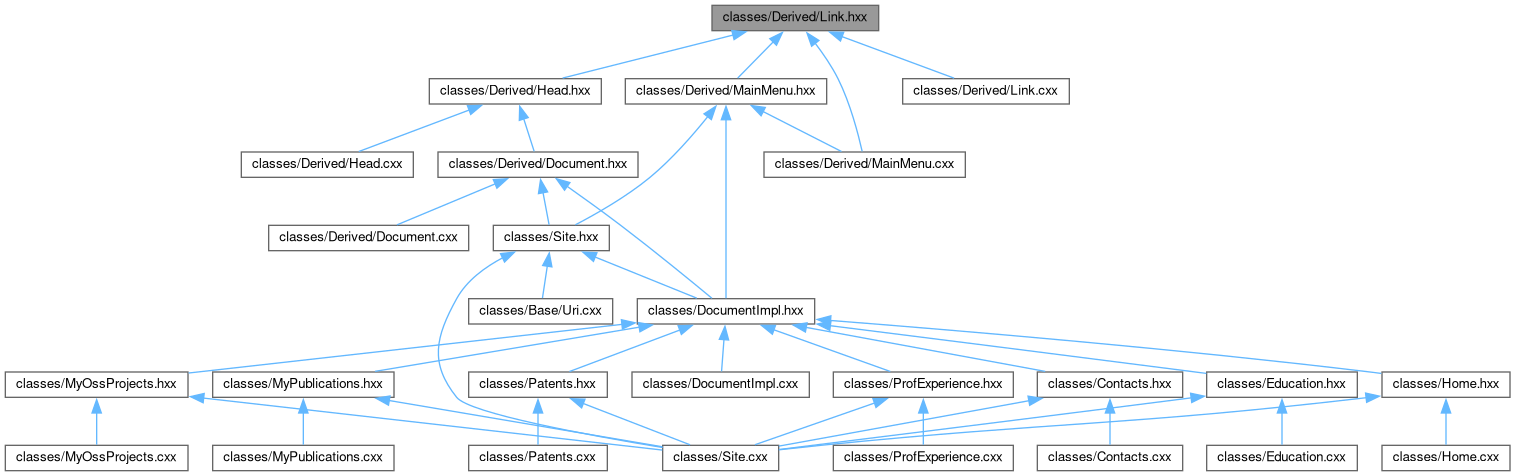 classes/Derived/Link.hxx
classes/Derived/Head.hxx
classes/Derived/MainMenu.hxx
classes/Derived/Link.cxx
classes/Derived/Head.cxx
classes/Derived/Document.hxx
classes/Derived/MainMenu.cxx
classes/Derived/Document.cxx
classes/Site.hxx
classes/Base/Uri.cxx
classes/DocumentImpl.hxx
classes/MyOssProjects.hxx
classes/MyPublications.hxx
classes/Patents.hxx
classes/DocumentImpl.cxx
classes/ProfExperience.hxx
classes/Contacts.hxx
classes/Education.hxx
classes/Home.hxx
classes/MyOssProjects.cxx
classes/MyPublications.cxx
classes/Patents.cxx
classes/Site.cxx
classes/ProfExperience.cxx
classes/Contacts.cxx
classes/Education.cxx
classes/Home.cxx